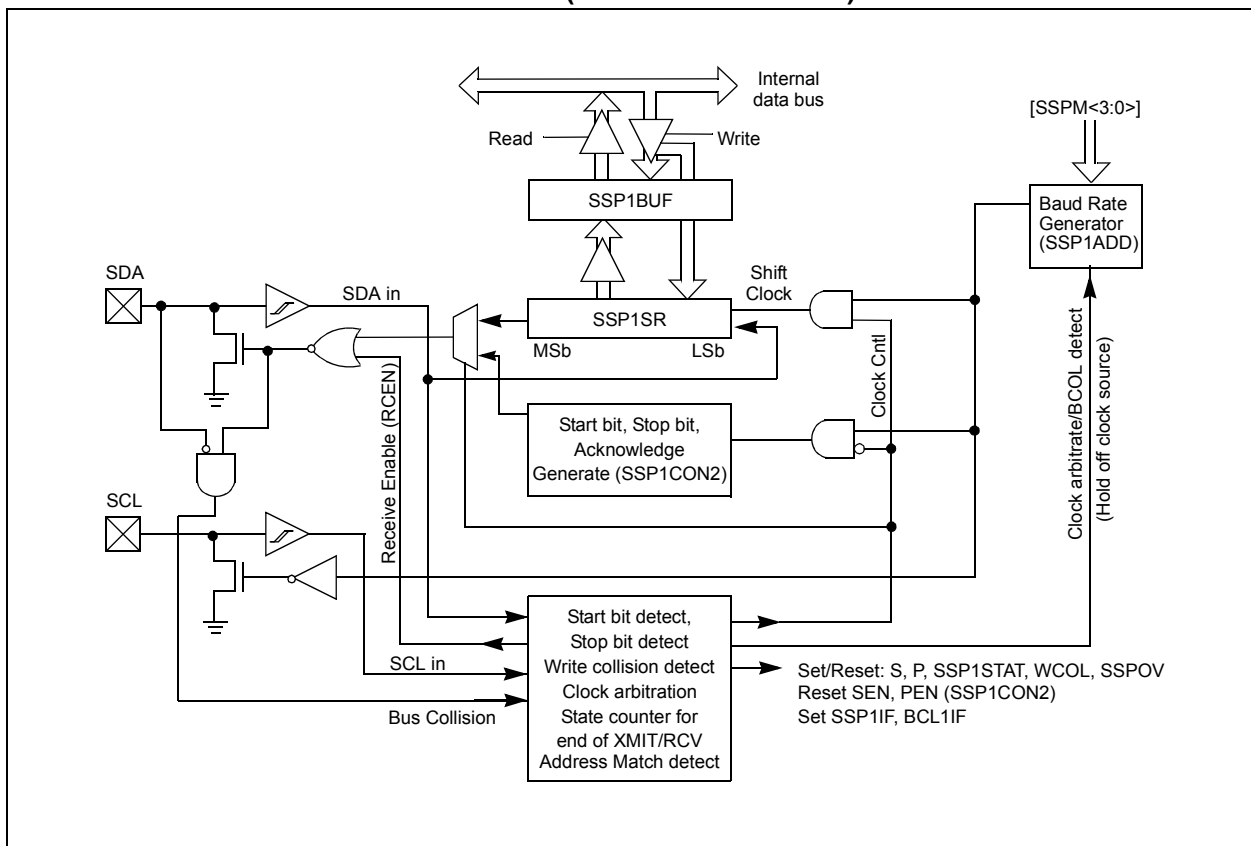 Internal
data bus
[SSPM<3:0>]
Read
Write
SSP1BUF
Baud Rate
Generator
(SSP1ADD)
SDA
SDA in
Shift
Clock
SSP1SR
MSb
LSb
Clock Cntl
Start bit, Stop bit,
Acknowledge
Generate (SSP1CON2)
Receive Enable (RCEN)
Clock arbitrate/BCOL detect
(Hold off clock source)
SCL
SCL in
Bus Collision
Start bit detect,
Stop bit detect
Write collision detect
Clock arbitration
State counter for
end of XMIT/RCV
Address Match detect
Set/Reset: S, P, SSP1STAT, WCOL, SSPOV
Reset SEN, PEN (SSP1CON2)
Set SSP1IF, BCL1IF